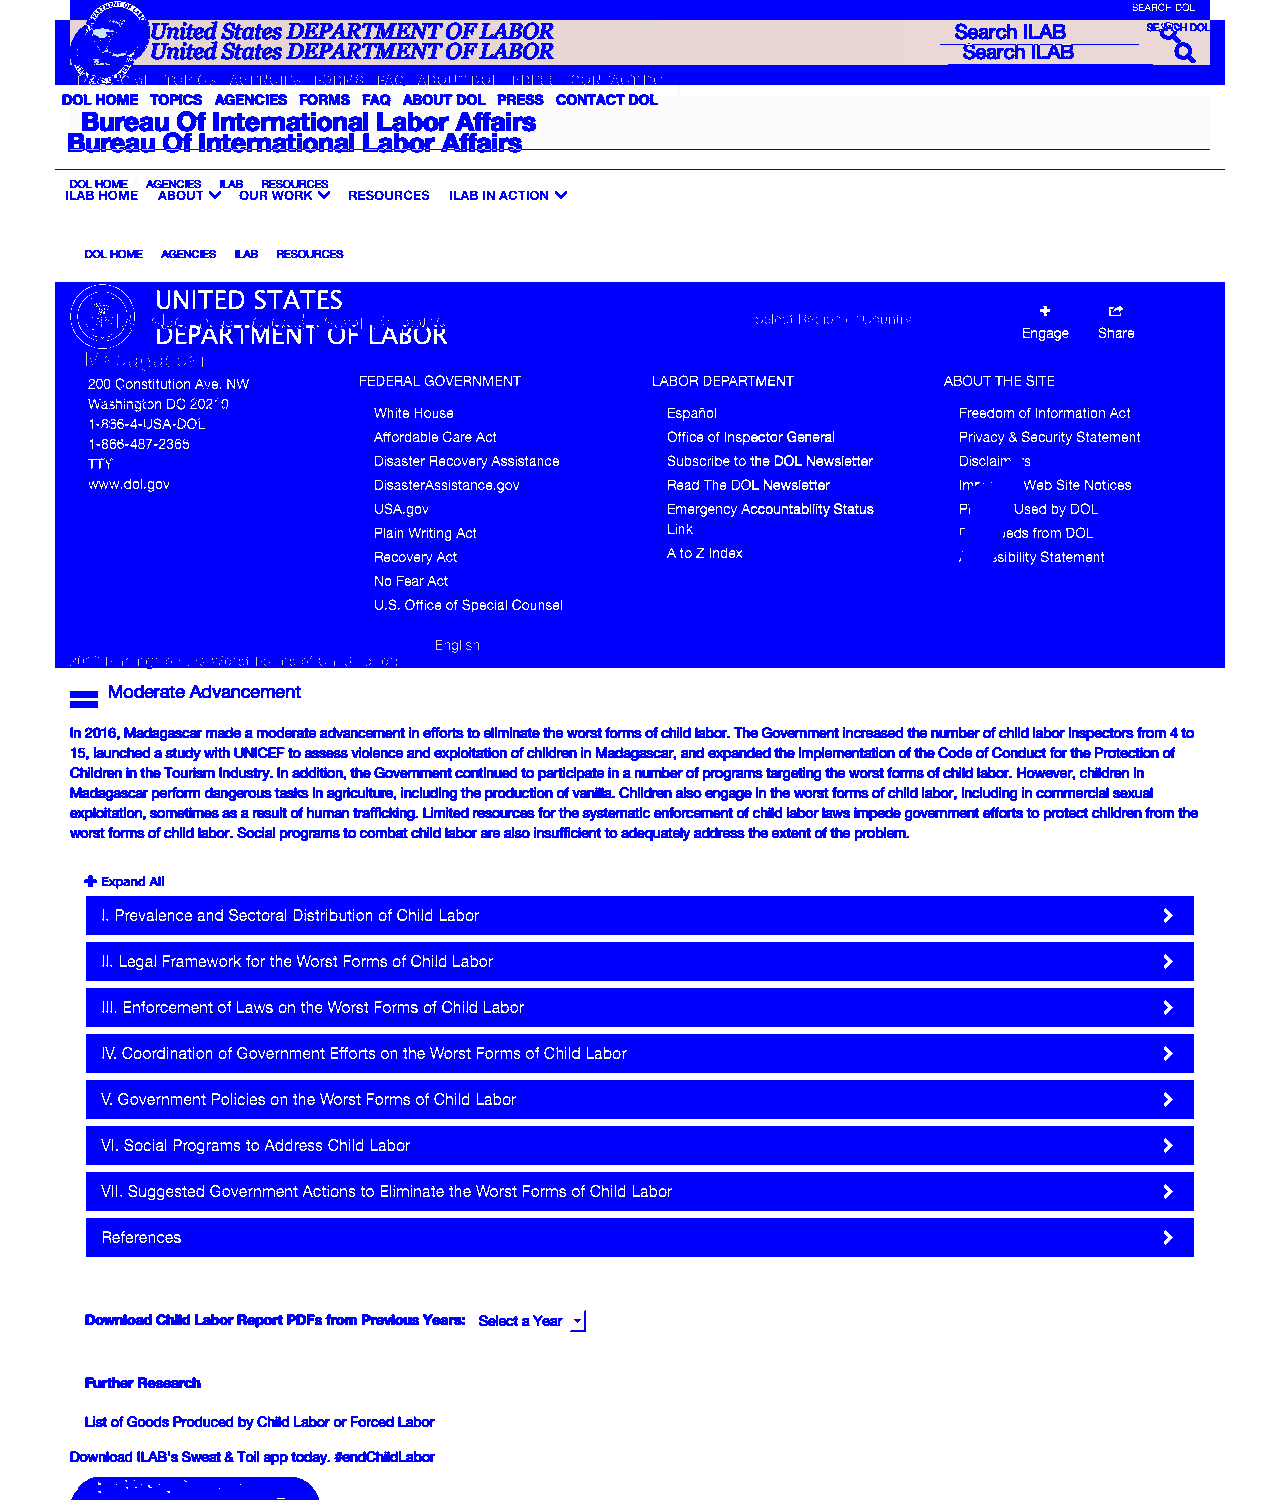 SEARCH DOL
United States DEPARTMENT OF LABOR
United States DEPARTMENT OF LABOR
Search ILAB
SEARCH DOL
Search ILAB
DOL HOME TOPICS AGENCIES FORMS FAQ ABOUT DOL PRESS CONTACT DOL
Bureau Of International Labor Affairs
Bureau Of International Labor Affairs
DOL HOME AGENCIES ILAB RESOURCES
ILAB HOME ABOUT OUR WORK RESOURCES ILAB IN ACTION
DOL HOME AGENCIES ILAB RESOURCES
UNITED STATES
DEPARTMENT OF LABOR
Engage Share
Madagascar
200 Constitution Ave. NW
Washington DC 20210
1-866-4-USA-DOL
1-866-487-2365
TTY
www.dol.gov
FEDERAL GOVERNMENT
White House
Affordable Care Act
Disaster Recovery Assistance
DisasterAssistance.gov
USA.gov
Plain Writing Act
Recovery Act
No Fear Act
U.S. Office of Special Counsel
LABOR DEPARTMENT
Español
Office of Inspector General
Subscribe to the DOL Newsletter
Read The DOL Newsletter
Emergency Accountability Status
Link
A to Z Index
ABOUT THE SITE
Freedom of Information Act
Privacy & Security Statement
Disclaimers
Web Site Notices
Used by DOL
from DOL
Statement
English
Moderate Advancement
In 2016, Madagascar made a moderate advancement in efforts to eliminate the worst forms of child labor. The Government increased the number of child labor inspectors from 4 to
15, launched a study with UNICEF to assess violence and exploitation of children in Madagascar, and expanded the implementation of the Code of Conduct for the Protection of
Children in the Tourism Industry. In addition, the Government continued to participate in a number of programs targeting the worst forms of child labor. However, children in
Madagascar perform dangerous tasks in agriculture, including the production of vanilla. Children also engage in the worst forms of child labor, including in commercial sexual
exploitation, sometimes as a result of human trafficking. Limited resources for the systematic enforcement of child labor laws impede government efforts to protect children from the
worst forms of child labor. Social programs to combat child labor are also insufficient to adequately address the extent of the problem.
Expand All
I. Prevalence and Sectoral Distribution of Child Labor
II. Legal Framework for the Worst Forms of Child Labor
III. Enforcement of Laws on the Worst Forms of Child Labor
IV. Coordination of Government Efforts on the Worst Forms of Child Labor
V. Government Policies on the Worst Forms of Child Labor
VI. Social Programs to Address Child Labor
VII. Suggested Government Actions to Eliminate the Worst Forms of Child Labor
References
Download Child Labor Report PDFs from Previous Years: Select a Year
Further Research
List of Goods Produced by Child Labor or Forced Labor
Download ILAB's Sweat & Toil app today. #endChildLabor